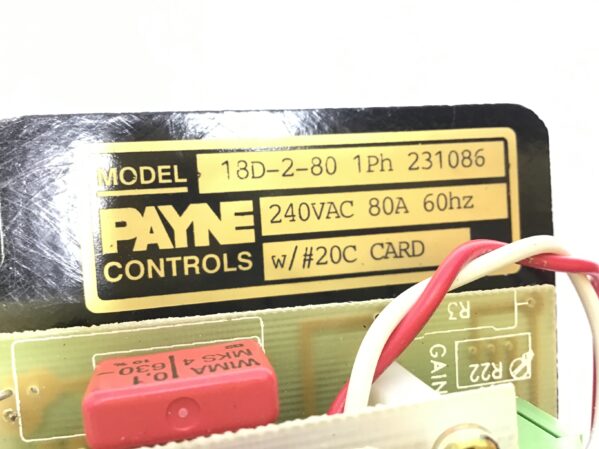 MODEL 18D-2-80 1Ph 231086
PAYNE 240VAC 80A 60hz
CONTROLS w/#20C CARD
R3
WIMA
MKS 4
0.1
630-
R22
GAIN